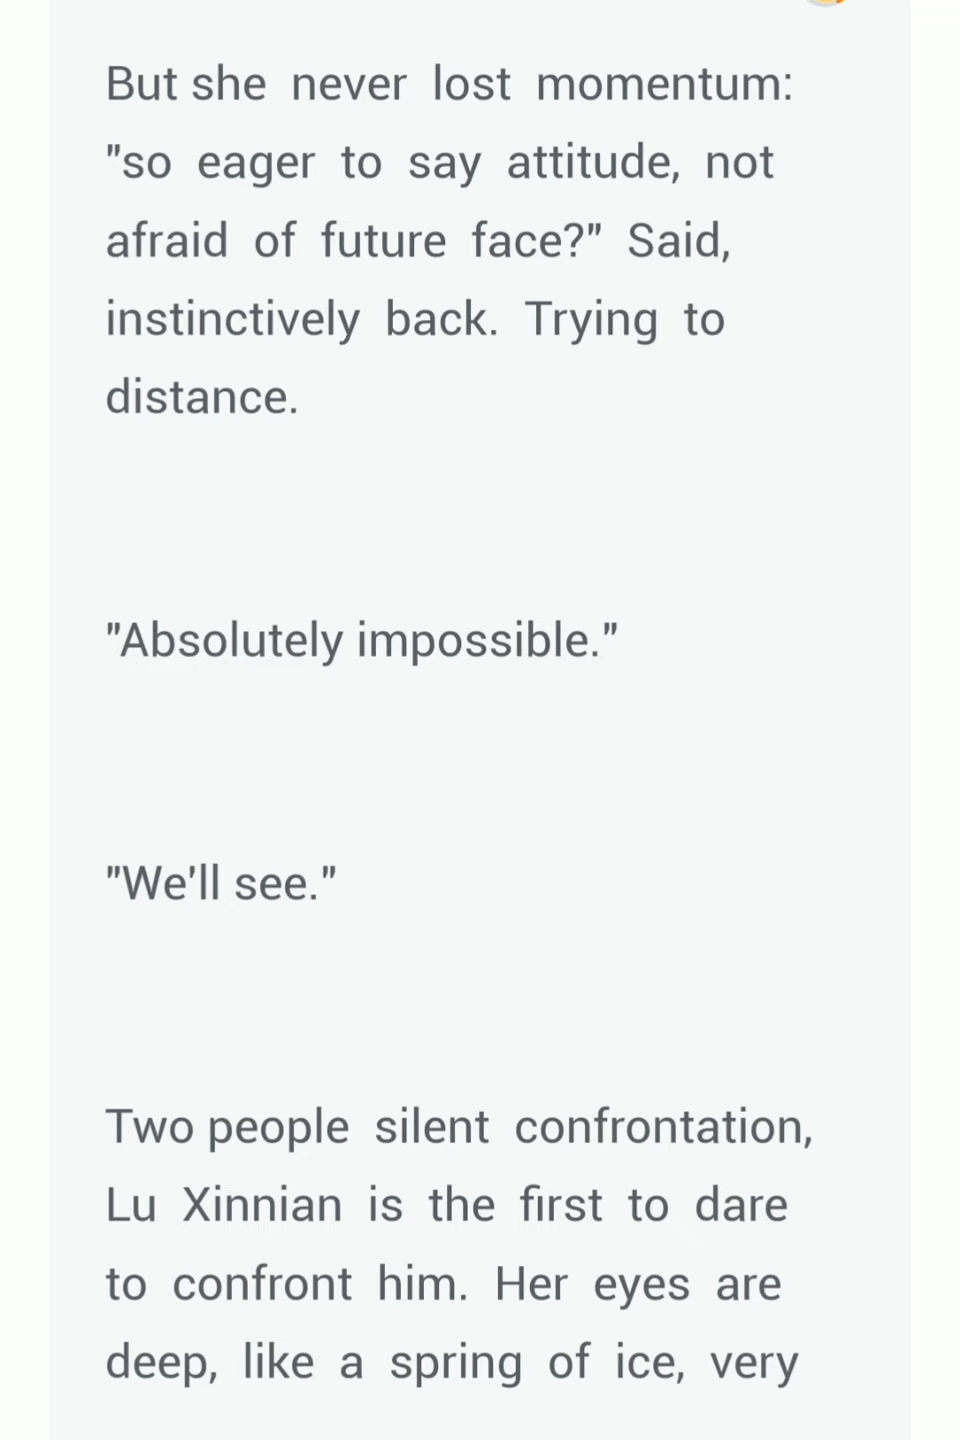 But she never lost momentum:
"so eager to say attitude, not
afraid of future face?" Said,
instinctively back. Trying to
distance.
"Absolutely impossible."
"We'll see."
Two people silent confrontation,
Lu Xinnian is the first to dare
to confront him. Her eyes are
deep, like a spring of ice, very